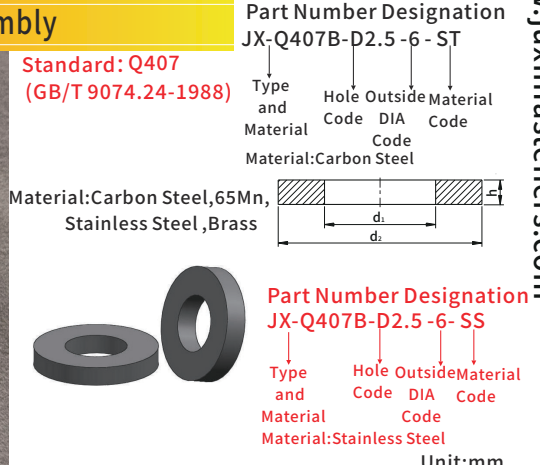 mbly
Part Number Designation
JX-Q407B-D2.5 -6 - ST
Standard: Q407
(GB/T 9074.24-1988)
Type and Material
Hole Code
Outside DIA Code
Material Code
Material:Carbon Steel
Material:Carbon Steel,65Mn,
Stainless Steel ,Brass
h
d₁
d₂
Part Number Designation
JX-Q407B-D2.5 -6- SS
Type and Material
Hole Code
Outside DIA Code
Material Code
Material:Stainless Steel
Unit:mm